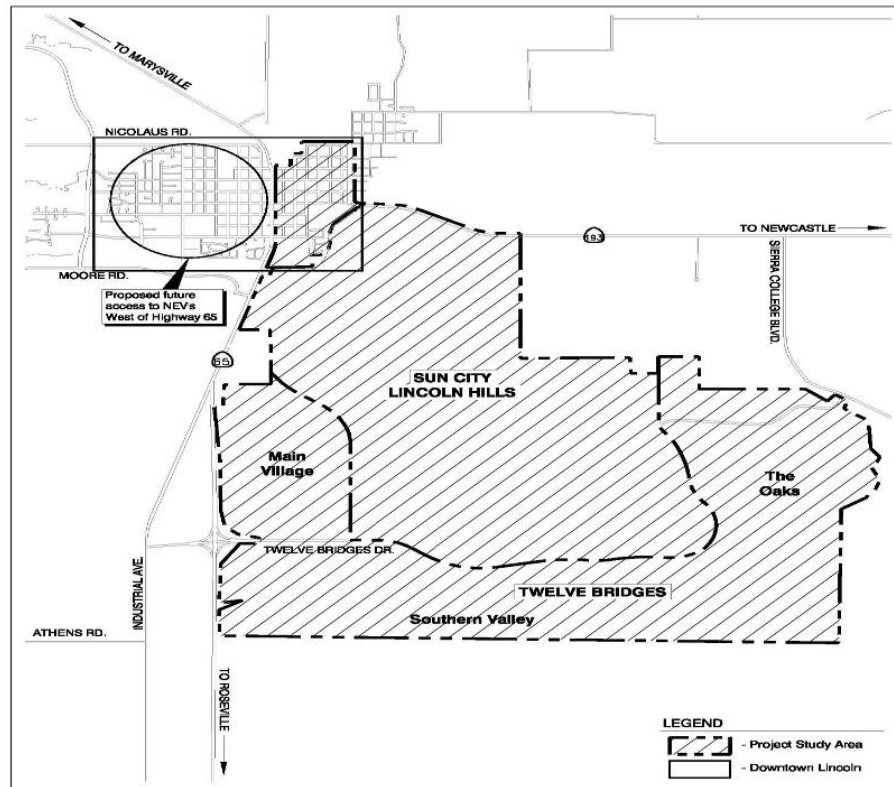 TO MARYSVILLE
NICOLAUS RD.
TO NEWCASTLE
193
SIERRA COLLEGE BLVD.
MOORE RD.
Proposed future
access to NEV's
West of Highway 65
65
SUN CITY
LINCOLN HILLS
Main
Village
The
Oaks
TWELVE BRIDGES DR.
INDUSTRIAL AVE.
TWELVE BRIDGES
Southern Valley
ATHENS RD.
TO ROSEVILLE
LEGEND
- Project Study Area
- Downtown Lincoln